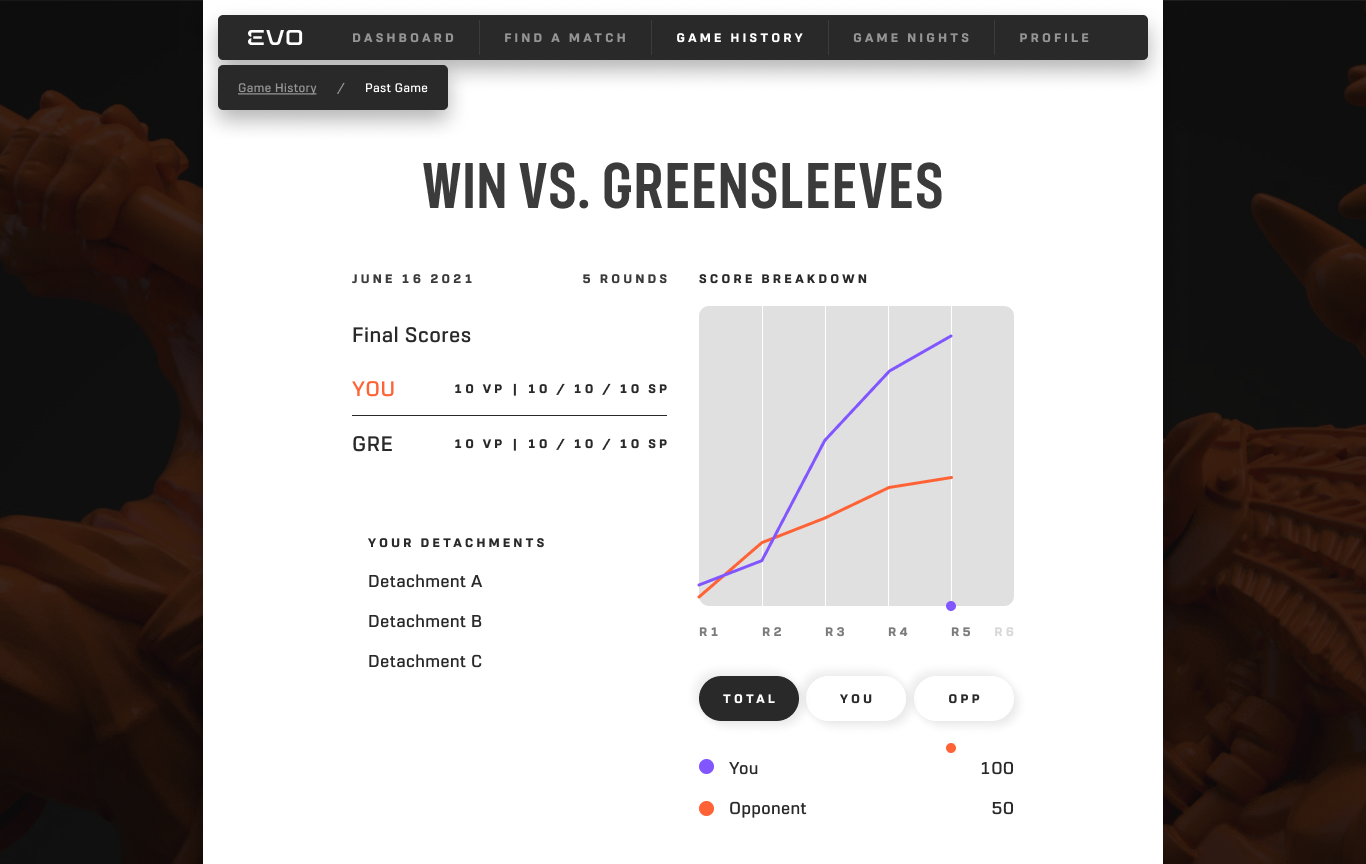 EVO
DASHBOARD
FIND A MATCH
GAME HISTORY
GAME NIGHTS
PROFILE
Game History / Past Game
WIN VS. GREENSLEEVES
JUNE 16 2021
5 ROUNDS
Final Scores
YOU 10 VP | 10 / 10 / 10 SP
GRE 10 VP | 10 / 10 / 10 SP
YOUR DETACHMENTS
Detachment A
Detachment B
Detachment C
SCORE BREAKDOWN
R1 R2 R3 R4 R5 R6
TOTAL YOU OPP
You 100
Opponent 50